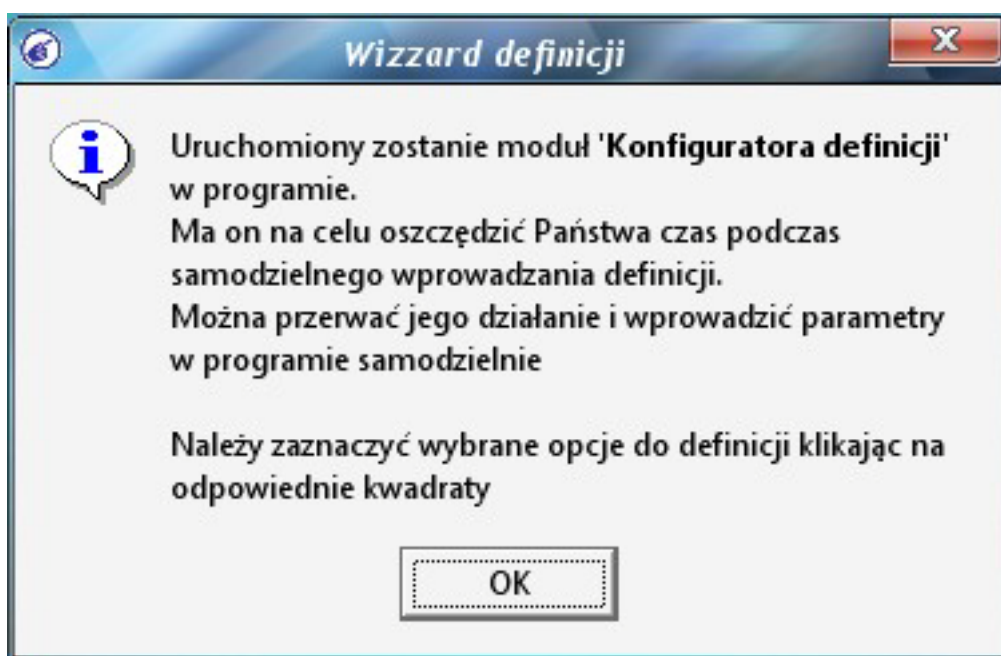 Wizzard definicji
Uruchomiony zostanie moduł 'Konfiguratora definicji'
w programie.
Ma on na celu oszczędzić Państwa czas podczas
samodzielnego wprowadzania definicji.
Można przerwać jego działanie i wprowadzić parametry
w programie samodzielnie
Należy zaznaczyć wybrane opcje do definicji klikając na
odpowiednie kwadraty
OK